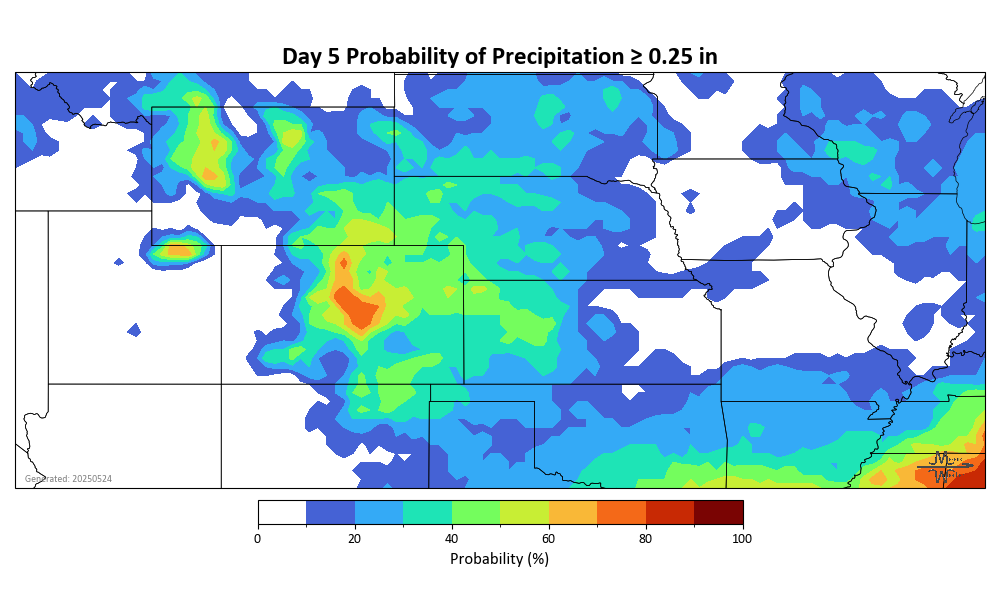 Day 5 Probability of Precipitation ≥ 0.25 in
Generated: 20250524
0 20 40 60 80 100
Probability (%)